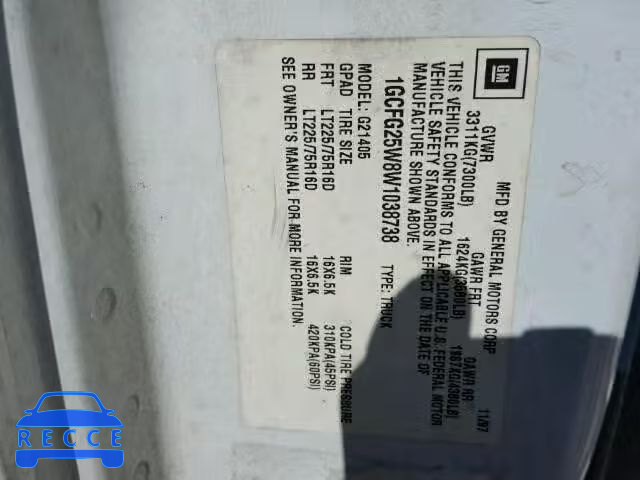 GM
MFD BY GENERAL MOTORS CORP 11/97
GVWR GAWR FRT GAWR RR
3311KG(7300LB) 1624KG(3580LB) 1987KG(4380LB)
THIS VEHICLE CONFORMS TO ALL APPLICABLE U.S. FEDERAL MOTOR
VEHICLE SAFETY STANDARDS IN EFFECT ON THE DATE OF
MANUFACTURE SHOWN ABOVE.
1GCFG25W8W1038738 TYPE: TRUCK
MODEL: G21405
GPAD TIRE SIZE RIM COLD TIRE PRESSURE
FRT LT225/75R16D 16X6.5K 310KPA(45PSI)
RR LT225/75R16D 16X6.5K 420KPA(60PSI)
SEE OWNER'S MANUAL FOR MORE INFORMATION.
RECCE